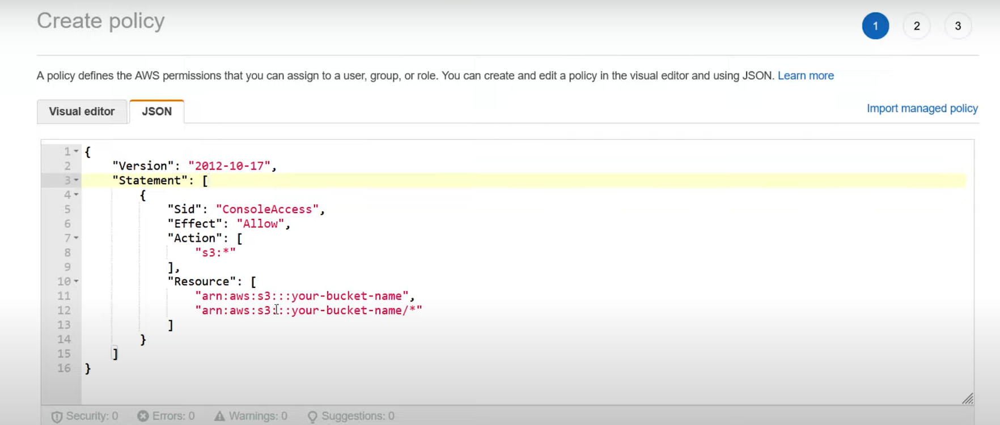 Create policy
1 2 3
A policy defines the AWS permissions that you can assign to a user, group, or role. You can create and edit a policy in the visual editor and using JSON. Learn more
Visual editor JSON
Import managed policy
1 {
2 "Version": "2012-10-17",
3 "Statement": [
4 {
5 "Sid": "ConsoleAccess",
6 "Effect": "Allow",
7 "Action": [
8 "s3:*"
9 ],
10 "Resource": [
11 "arn:aws:s3:::your-bucket-name",
12 "arn:aws:s3:::your-bucket-name/*"
13 ]
14 }
15 ]
16 }
Security: 0 Errors: 0 Warnings: 0 Suggestions: 0